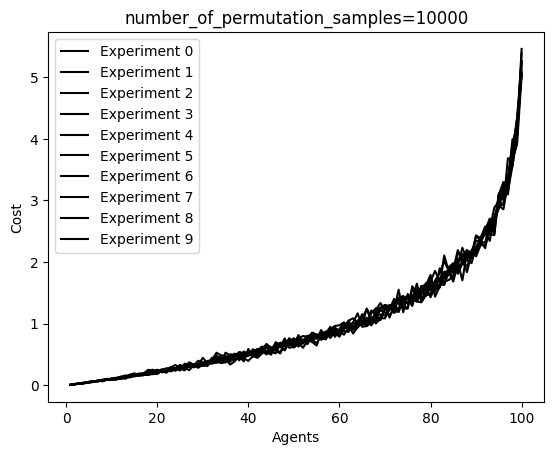 number_of_permutation_samples=10000
Experiment 0
Experiment 1
Experiment 2
Experiment 3
Experiment 4
Experiment 5
Experiment 6
Experiment 7
Experiment 8
Experiment 9
Cost
5
4
3
2
1
0
0 20 40 60 80 100
Agents